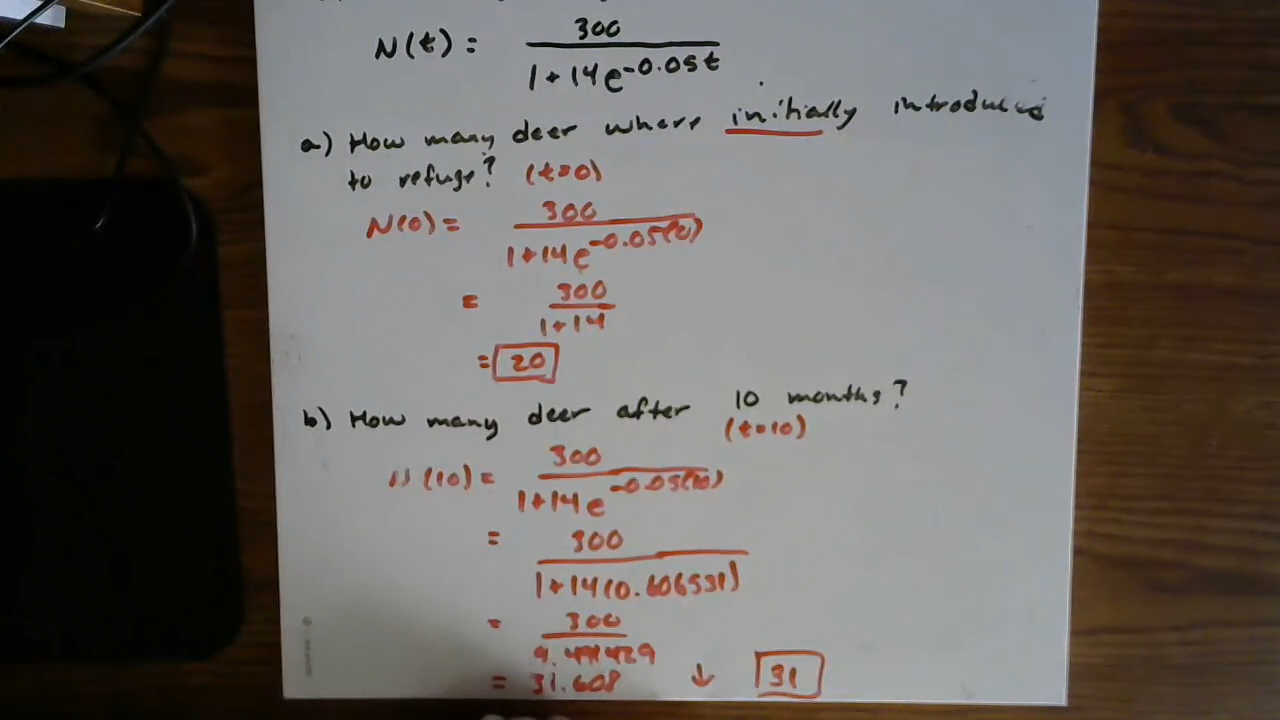 N(t) = 300 / 1+14e^-0.05t
a) How many deer where initially introduced
to refuge? (t=0)
N(0) = 300 / 1+14e^-0.05(0)
= 300 / 1+14
= 20
b) How many deer after 10 months?
(t=10)
N(10) = 300 / 1+14e^-0.05(10)
= 300 / 1+14(0.606531)
= 300 / 9.491429
= 31.608 ↓ 31